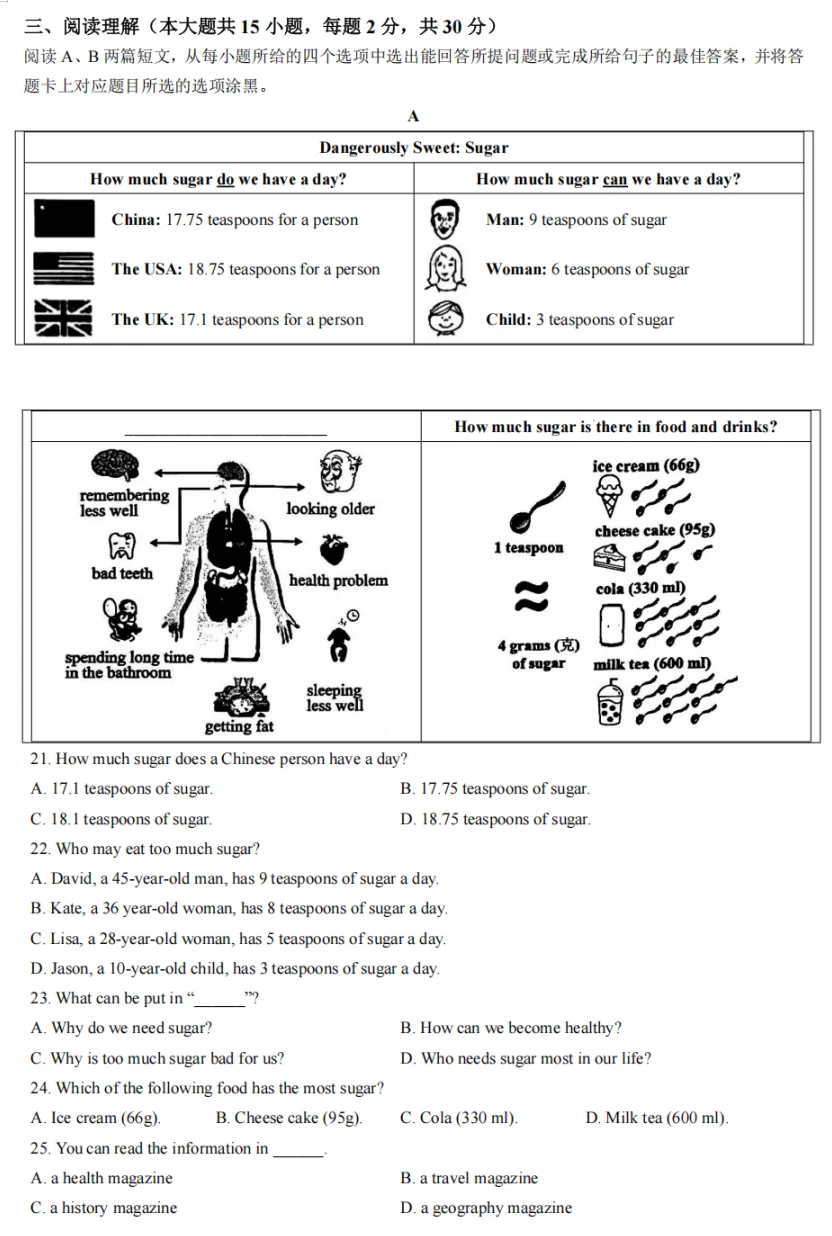 三、阅读理解（本大题共 15 小题，每题 2 分，共 30 分）
阅读 A、B 两篇短文，从每小题所给的四个选项中选出能回答所提问题或完成所给句子的最佳答案，并将答
题卡上对应题目所选的选项涂黑。
A
Dangerously Sweet: Sugar
How much sugar do we have a day?
How much sugar can we have a day?
China: 17.75 teaspoons for a person
Man: 9 teaspoons of sugar
The USA: 18.75 teaspoons for a person
Woman: 6 teaspoons of sugar
The UK: 17.1 teaspoons for a person
Child: 3 teaspoons of sugar
____________________
How much sugar is there in food and drinks?
remembering
less well
looking older
bad teeth
health problem
spending long time
in the bathroom
sleeping
less well
getting fat
ice cream (66g)
1 teaspoon
cheese cake (95g)
cola (330 ml)
4 grams (克)
of sugar
milk tea (600 ml)
21. How much sugar does a Chinese person have a day?
A. 17.1 teaspoons of sugar. B. 17.75 teaspoons of sugar.
C. 18.1 teaspoons of sugar. D. 18.75 teaspoons of sugar.
22. Who may eat too much sugar?
A. David, a 45-year-old man, has 9 teaspoons of sugar a day.
B. Kate, a 36 year-old woman, has 8 teaspoons of sugar a day.
C. Lisa, a 28-year-old woman, has 5 teaspoons of sugar a day.
D. Jason, a 10-year-old child, has 3 teaspoons of sugar a day.
23. What can be put in “______”?
A. Why do we need sugar? B. How can we become healthy?
C. Why is too much sugar bad for us? D. Who needs sugar most in our life?
24. Which of the following food has the most sugar?
A. Ice cream (66g). B. Cheese cake (95g). C. Cola (330 ml). D. Milk tea (600 ml).
25. You can read the information in ______.
A. a health magazine B. a travel magazine
C. a history magazine D. a geography magazine